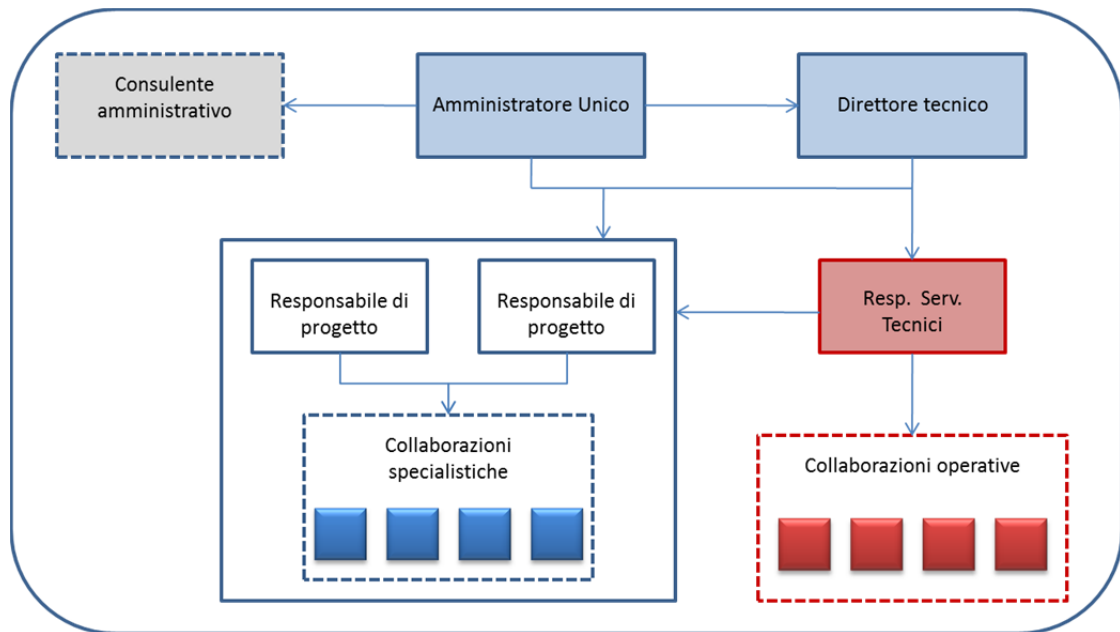 Consulente
amministrativo
Amministratore Unico
Direttore tecnico
Responsabile di
progetto
Responsabile di
progetto
Resp. Serv.
Tecnici
Collaborazioni
specialistiche
Collaborazioni operative